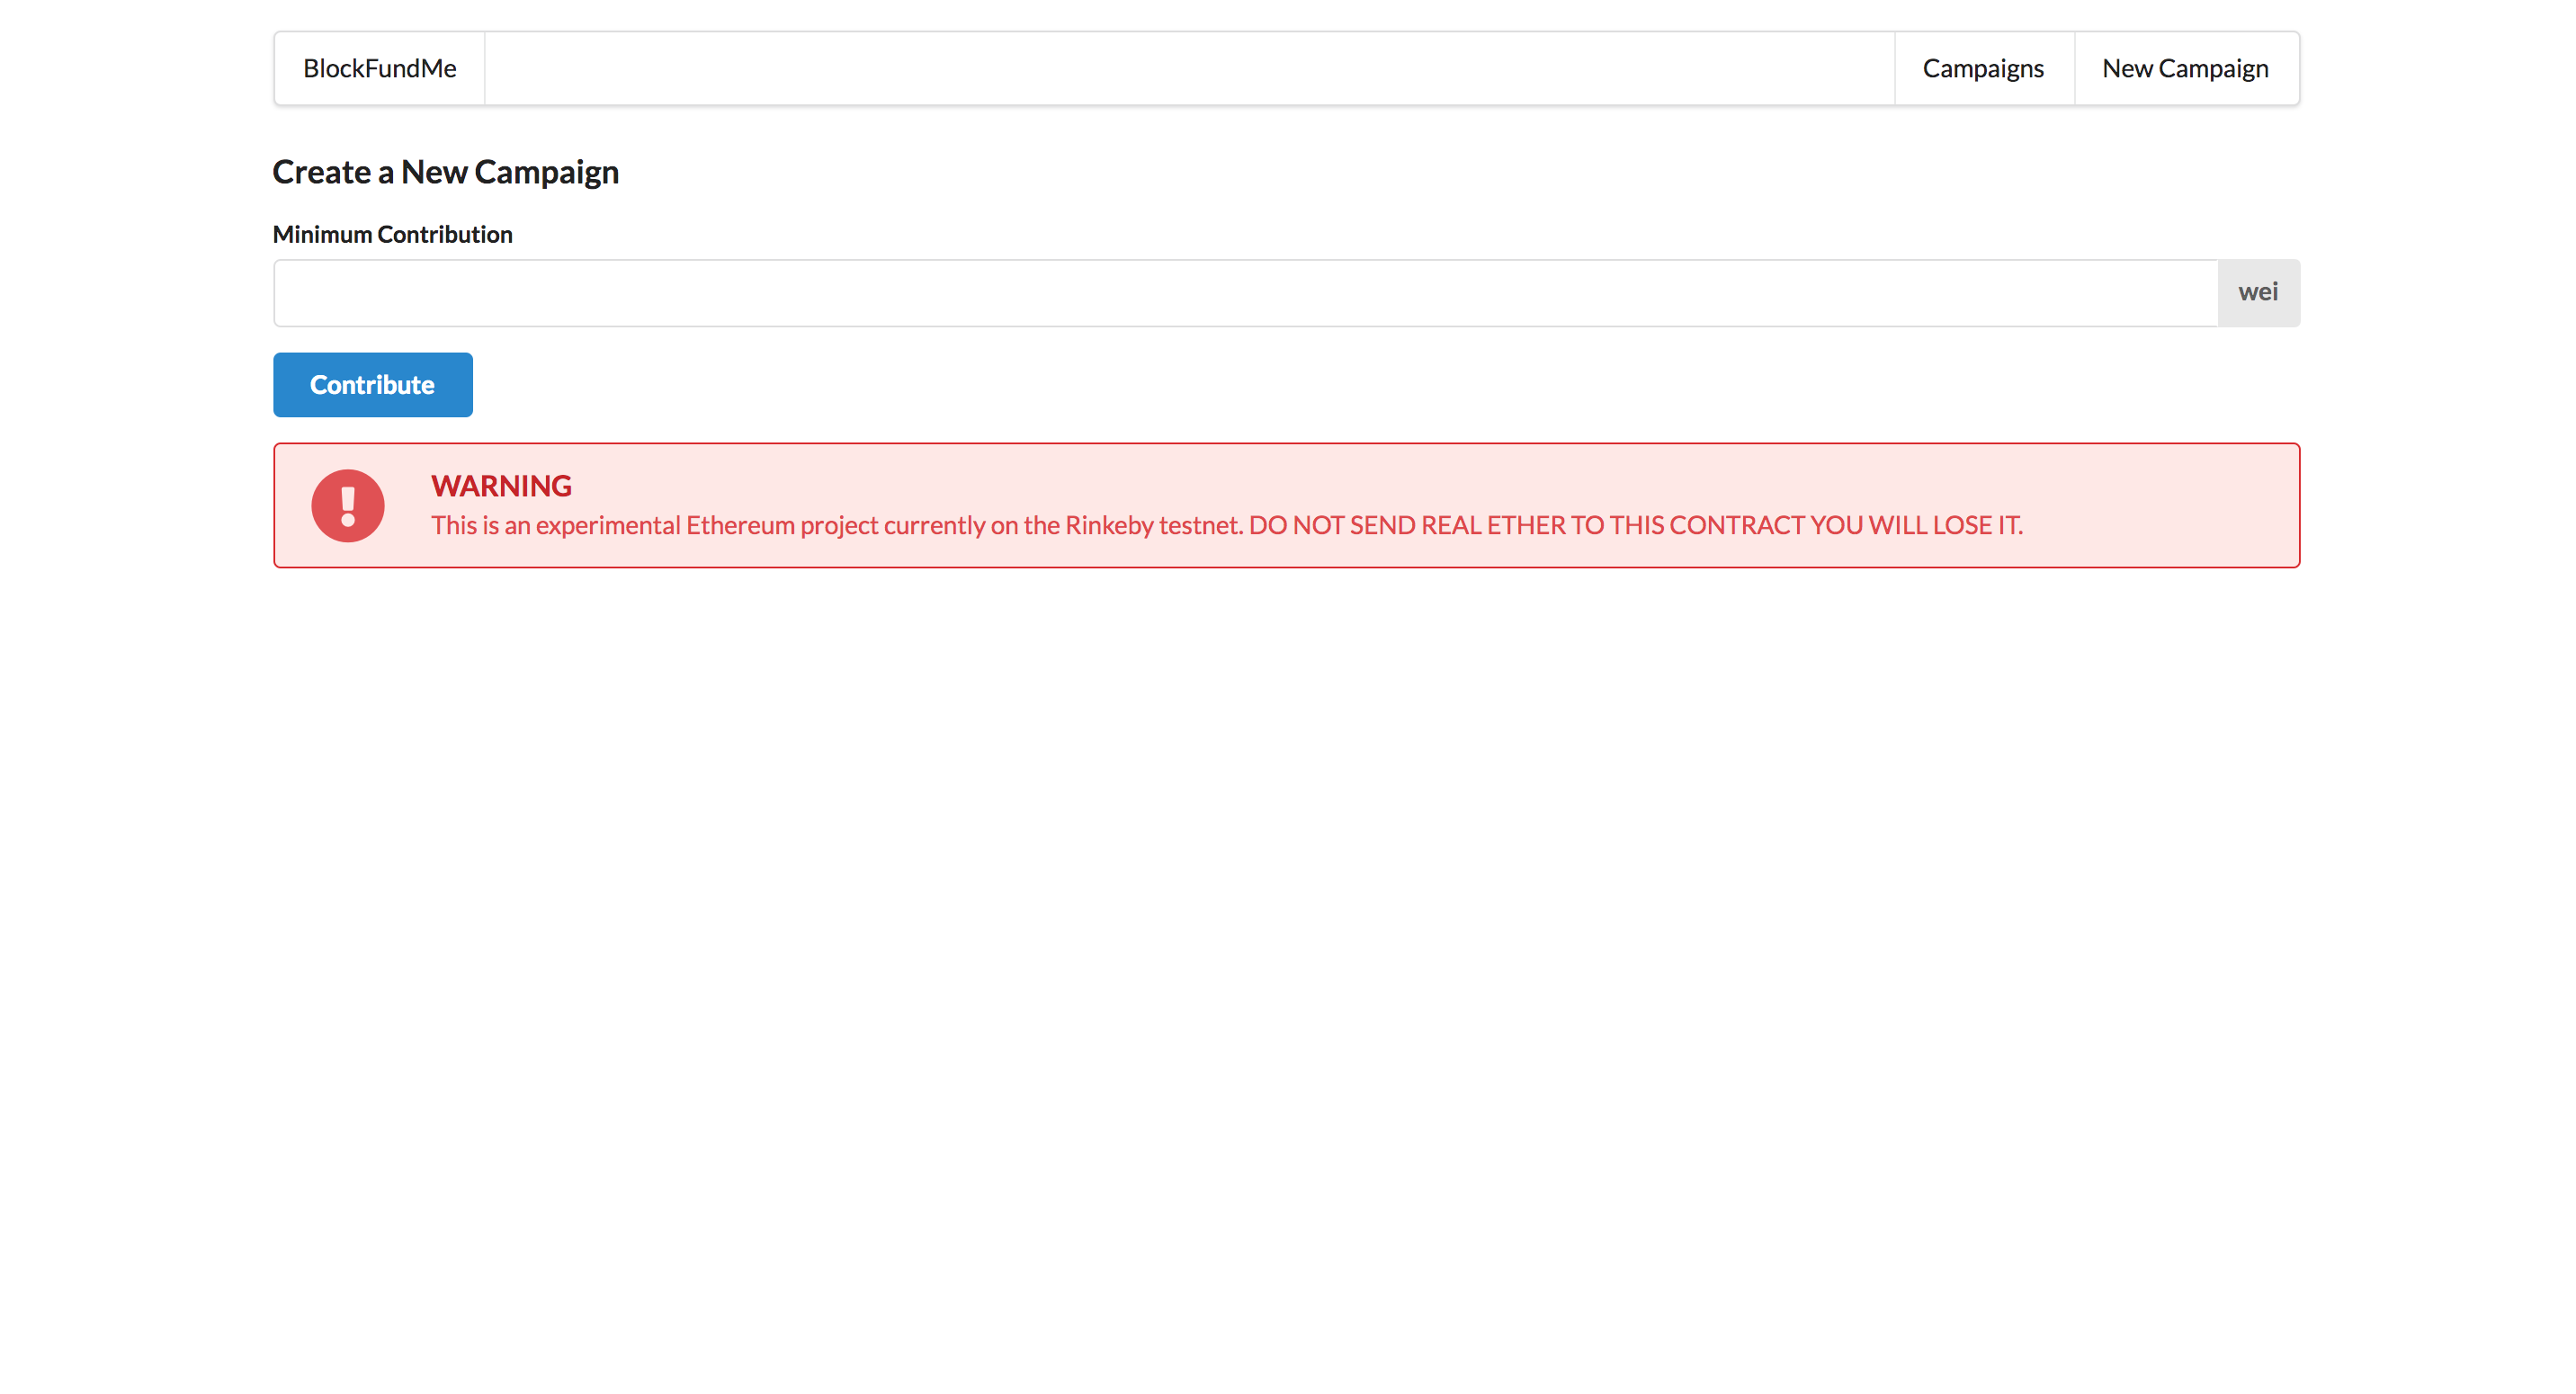 BlockFundMe Campaigns New Campaign
Create a New Campaign
Minimum Contribution
wei
Contribute
WARNING
This is an experimental Ethereum project currently on the Rinkeby testnet. DO NOT SEND REAL ETHER TO THIS CONTRACT YOU WILL LOSE IT.